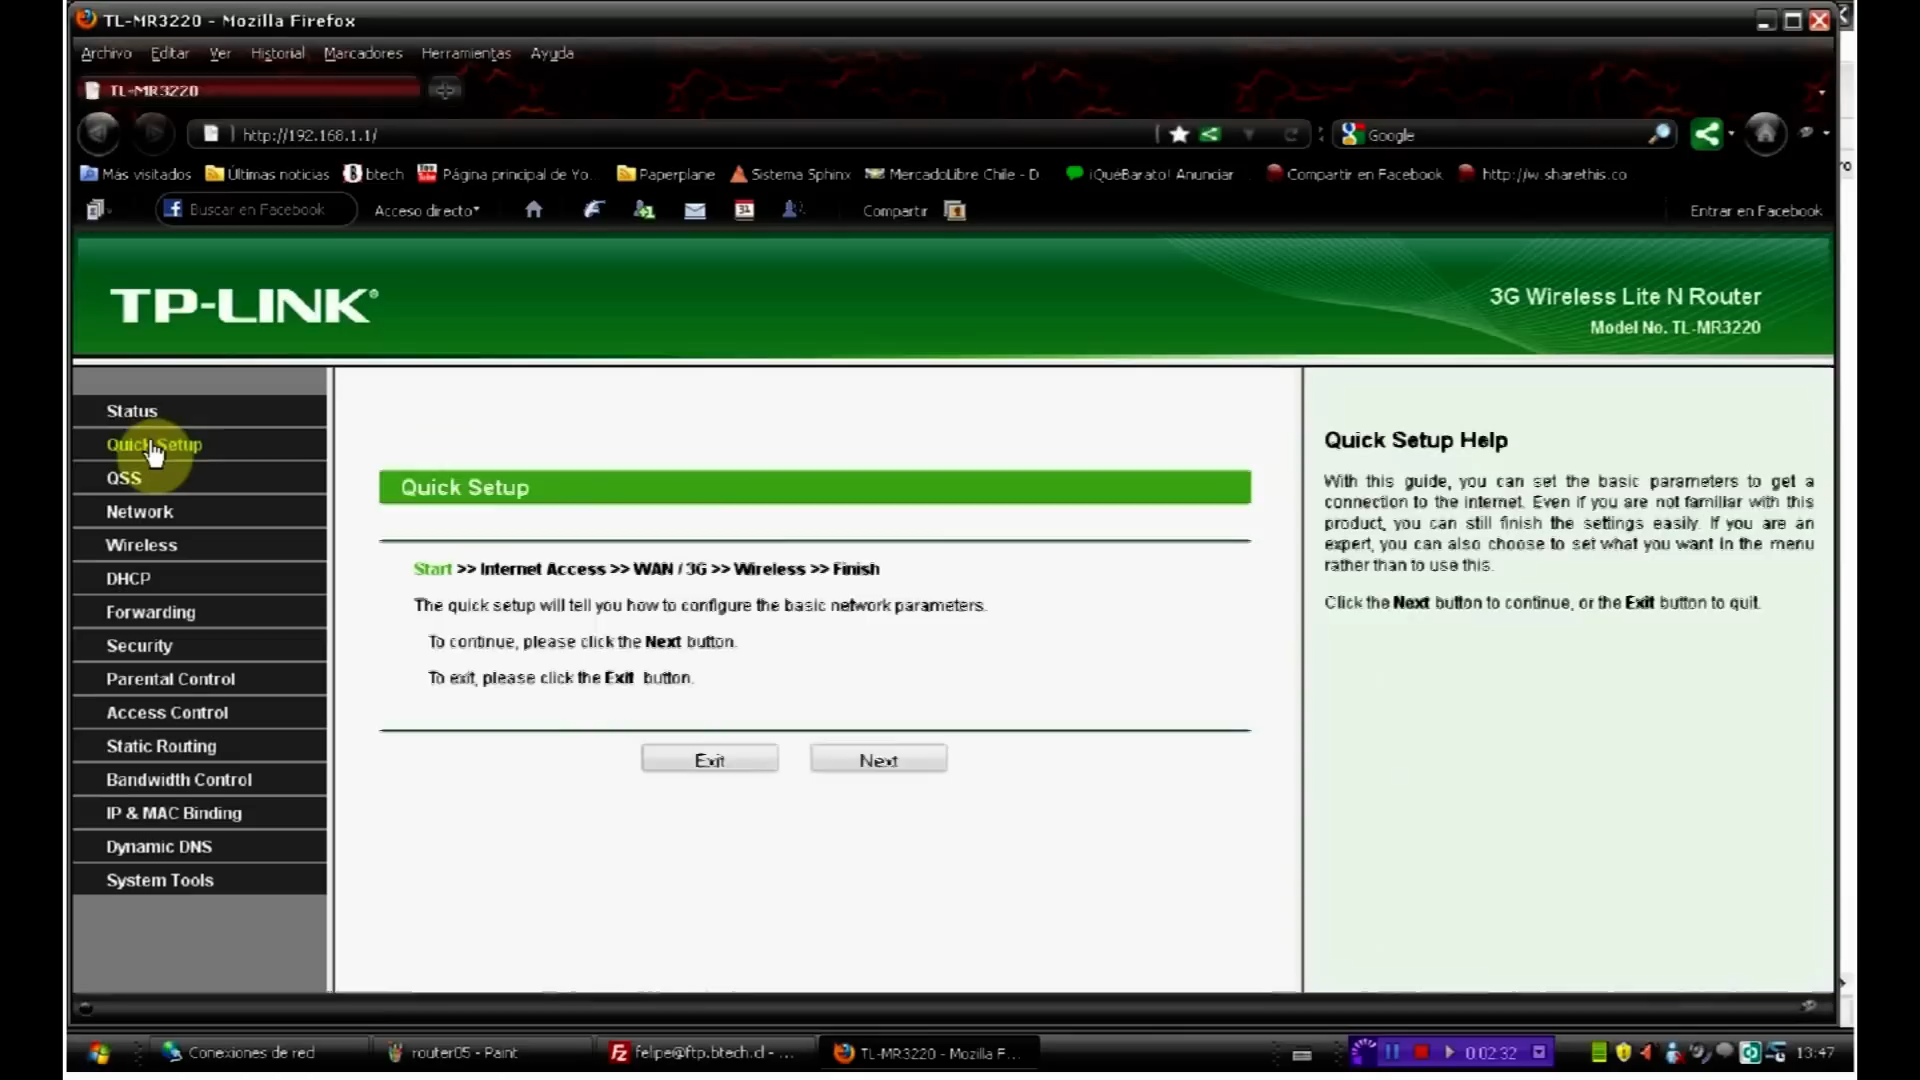 TL-MR3220 - Mozilla Firefox
Archivo Editar Ver Historial Marcadores Herramientas Ayuda
TL-MR3220
http://192.168.1.1/
Google
Más visitados Últimas noticias btech Página principal de Yo... Paperplane Sistema Sphinx MercadoLibre Chile - D ¡QuéBarato! Anunciar Compartir en Facebook http://w.sharethis.co
Buscar en Facebook Acceso directo Compartir Entrar en Facebook
TP-LINK®
3G Wireless Lite N Router
Model No. TL-MR3220
Status
Quick Setup
QSS
Network
Wireless
DHCP
Forwarding
Security
Parental Control
Access Control
Static Routing
Bandwidth Control
IP & MAC Binding
Dynamic DNS
System Tools
Quick Setup
Start >> Internet Access >> WAN / 3G >> Wireless >> Finish
The quick setup will tell you how to configure the basic network parameters.
To continue, please click the Next button.
To exit, please click the Exit button.
Exit Next
Quick Setup Help
With this guide, you can set the basic parameters to get a
connection to the internet. Even if you are not familiar with this
product, you can still finish the settings easily. If you are an
expert, you can also choose to set what you want in the menu
rather than to use this.
Click the Next button to continue, or the Exit button to quit.
Conexiones de red router05 - Paint felipe@ftp.btech.cl - ... TL-MR3220 - Mozilla F... 0:02:32 13:47